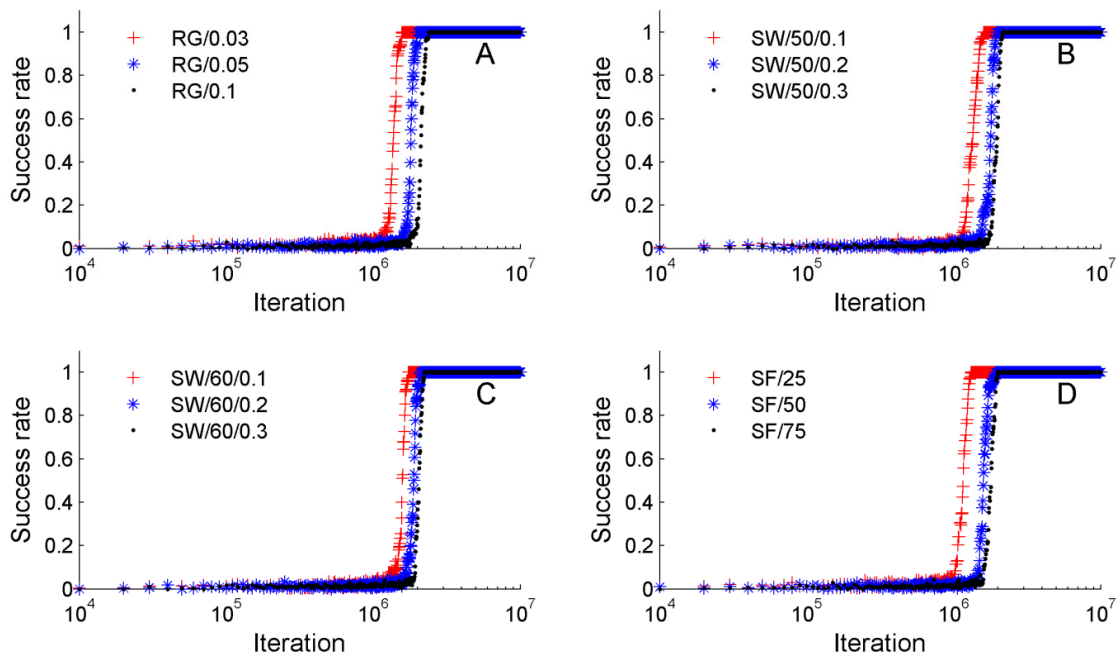 1
0.8
0.6
0.4
0.2
0
Success rate
RG/0.03
RG/0.05
RG/0.1
A
10^4
10^5
10^6
10^7
Iteration
1
0.8
0.6
0.4
0.2
0
Success rate
SW/50/0.1
SW/50/0.2
SW/50/0.3
B
10^4
10^5
10^6
10^7
Iteration
1
0.8
0.6
0.4
0.2
0
Success rate
SW/60/0.1
SW/60/0.2
SW/60/0.3
C
10^4
10^5
10^6
10^7
Iteration
1
0.8
0.6
0.4
0.2
0
Success rate
SF/25
SF/50
SF/75
D
10^4
10^5
10^6
10^7
Iteration